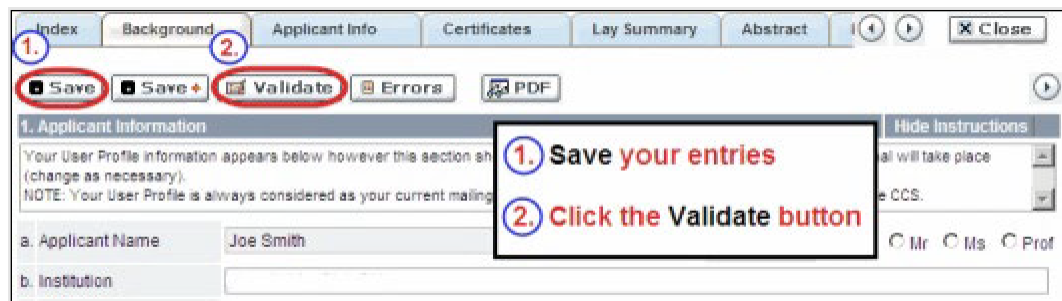 Index Background Applicant Info Certificates Lay Summary Abstract Close
1. 2.
Save Save+ Validate Errors PDF
1. Applicant Information Hide Instructions
Your User Profile information appears below however this section sh al will take place
(change as necessary).
NOTE: Your User Profile is always considered as your current mailing e CCS.
1. Save your entries
2. Click the Validate button
a. Applicant Name Joe Smith Mr Ms Prof
b. Institution